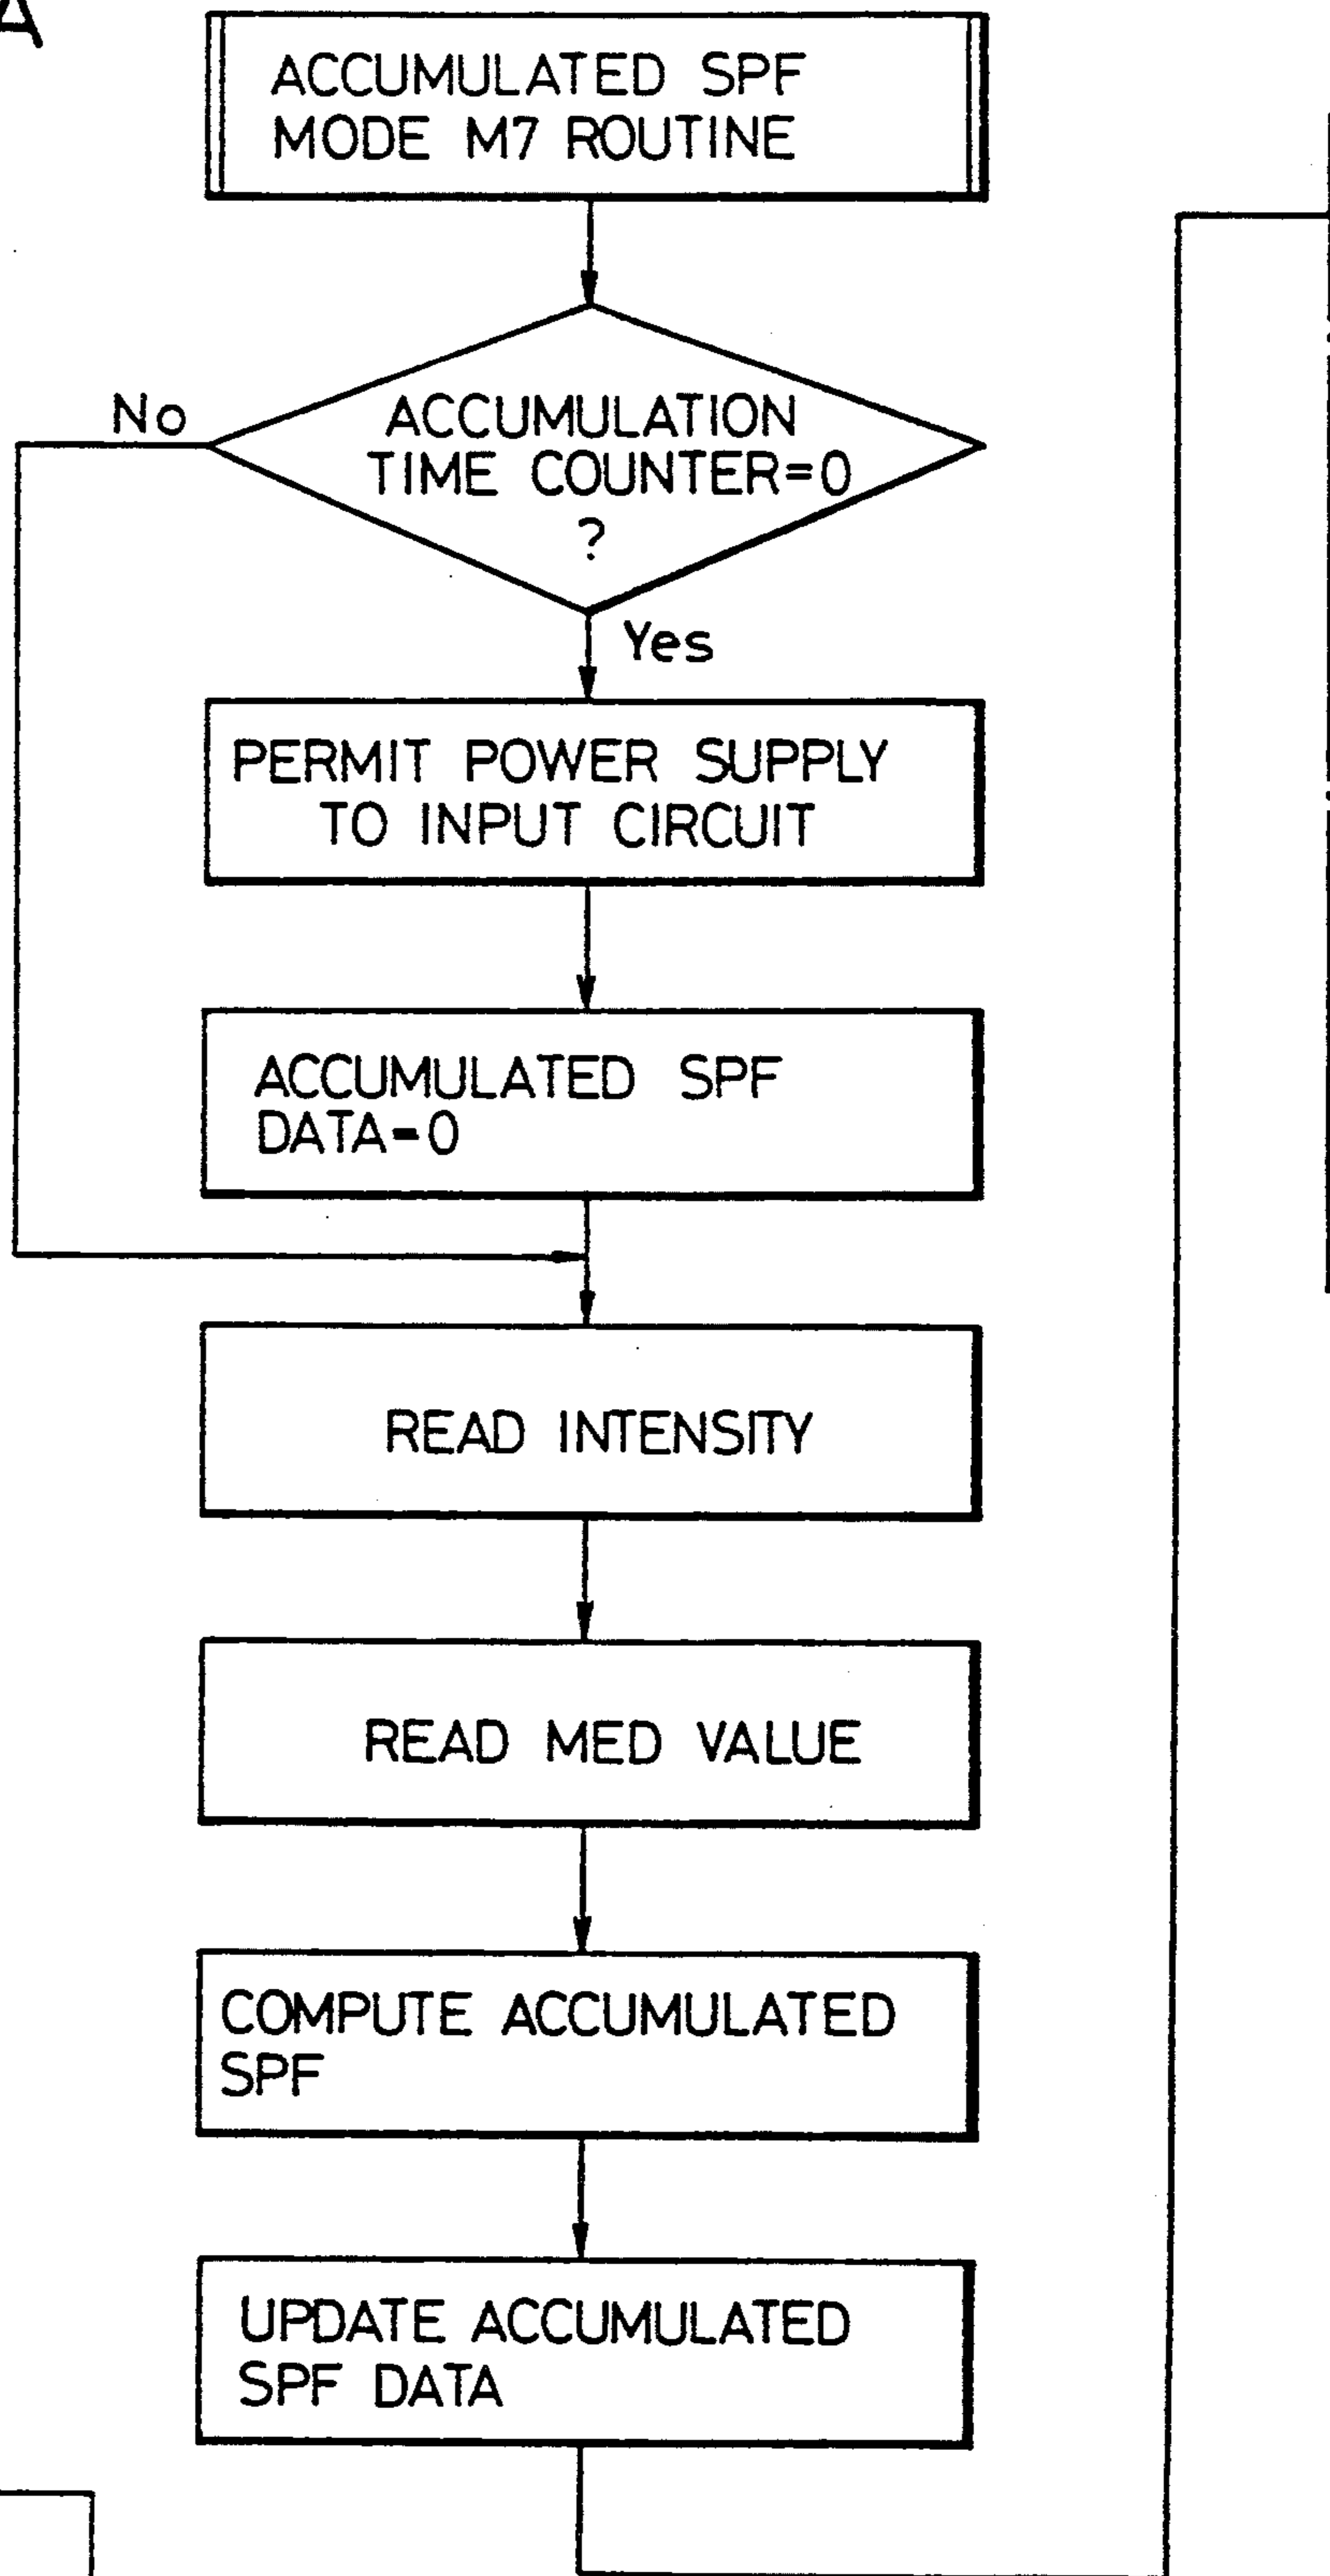 A
ACCUMULATED SPF
MODE M7 ROUTINE
No
ACCUMULATION
TIME COUNTER=0
?
Yes
PERMIT POWER SUPPLY
TO INPUT CIRCUIT
ACCUMULATED SPF
DATA=0
READ INTENSITY
READ MED VALUE
COMPUTE ACCUMULATED
SPF
UPDATE ACCUMULATED
SPF DATA